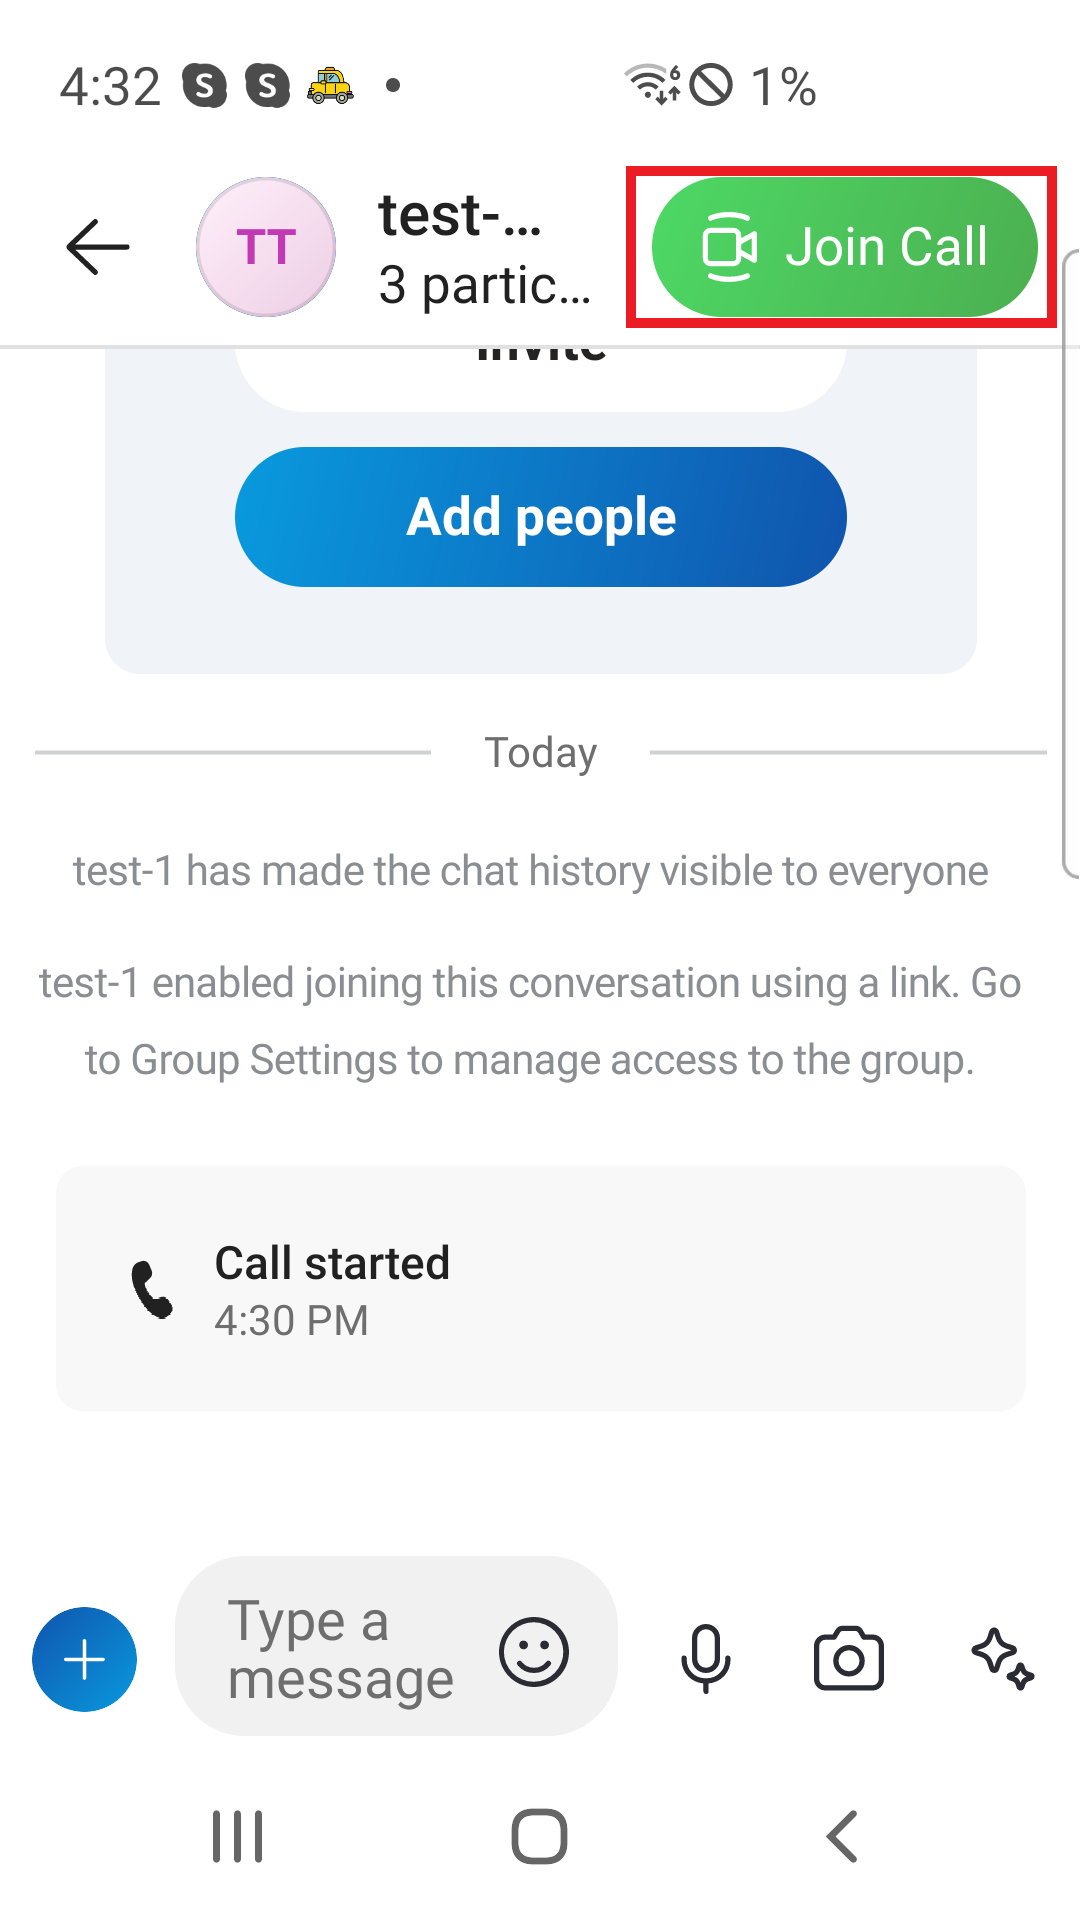 4:32 S S 6 1%
TT
test-...
3 partic...
Join Call
Invite
Add people
Today
test-1 has made the chat history visible to everyone
test-1 enabled joining this conversation using a link. Go
to Group Settings to manage access to the group.
Call started
4:30 PM
Type a
message